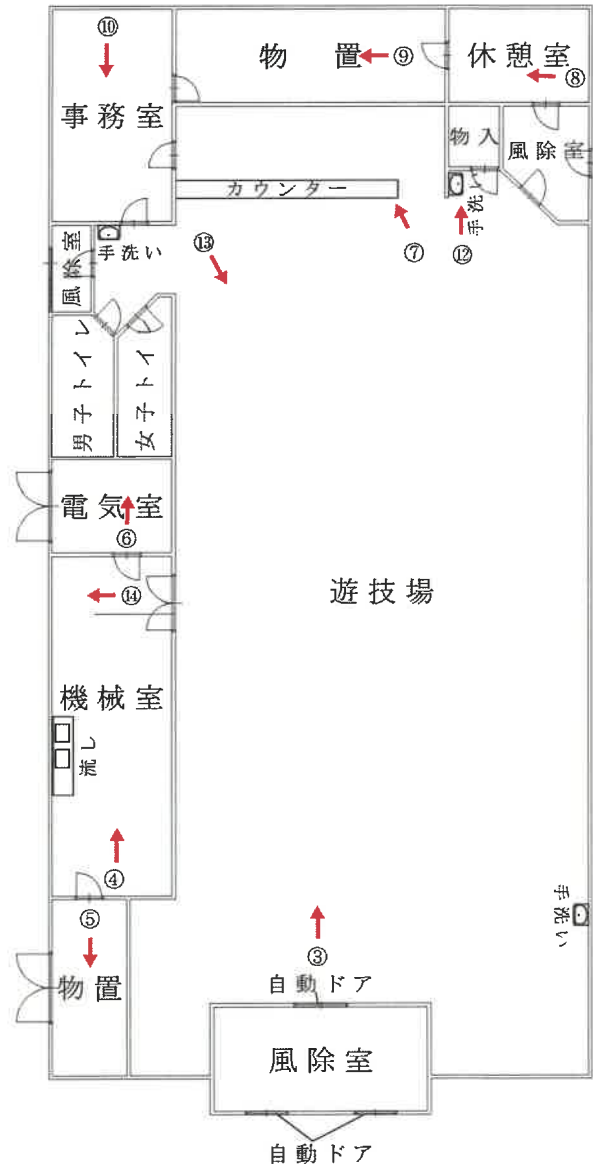 ⑩
物 置
⑨
休憩室
⑧
事務室
物入
風除室
カウンター
手洗い
⑦
⑫
手洗い
⑬
風除室
男子トイレ
女子トイ
電気室
⑥
⑭
遊技場
機械室
流し
④
⑤
手洗い
③
物置
自動ドア
風除室
自動ドア